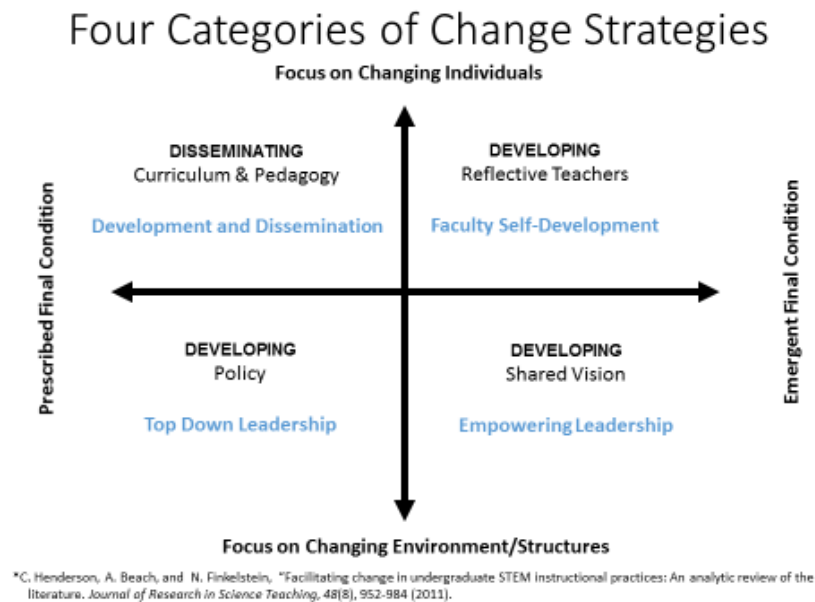 Four Categories of Change Strategies
Focus on Changing Individuals
DISSEMINATING
Curriculum & Pedagogy
Development and Dissemination
DEVELOPING
Reflective Teachers
Faculty Self-Development
Prescribed Final Condition
Emergent Final Condition
DEVELOPING
Policy
Top Down Leadership
DEVELOPING
Shared Vision
Empowering Leadership
Focus on Changing Environment/Structures
*C. Henderson, A. Beach, and N. Finkelstein, "Facilitating change in undergraduate STEM instructional practices: An analytic review of the
literature. Journal of Research in Science Teaching, 48(8), 952-984 (2011).